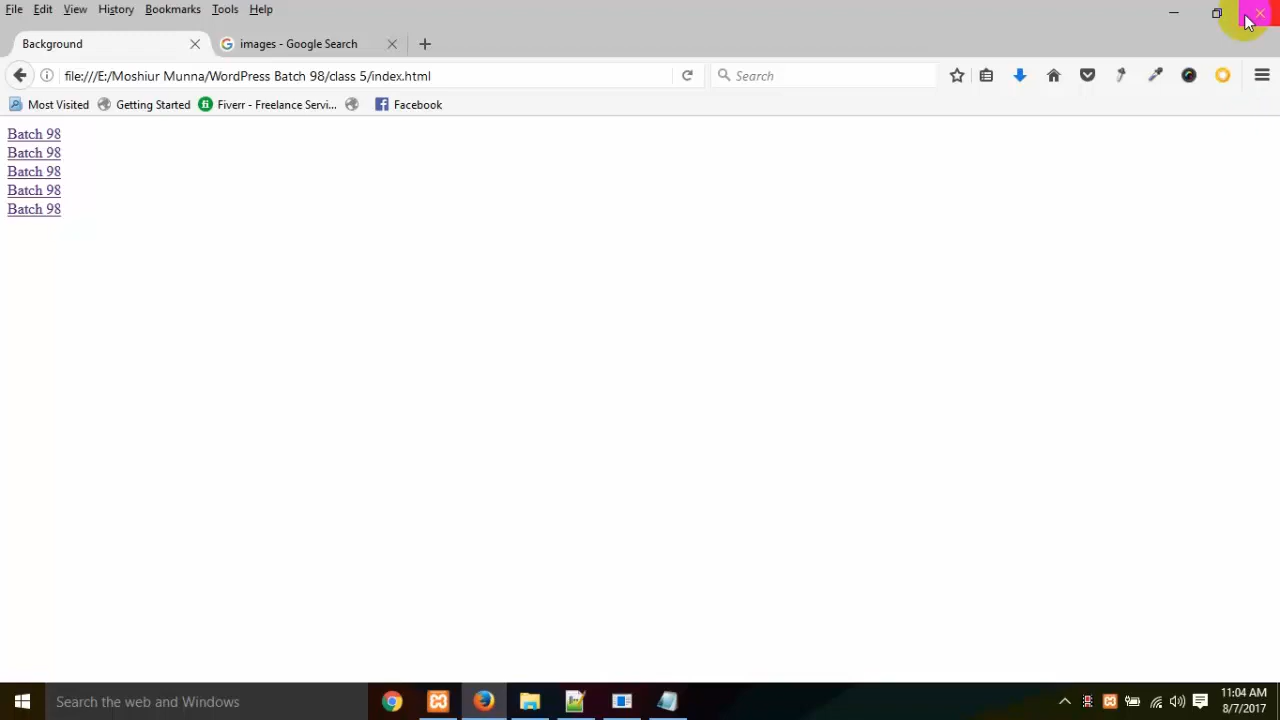 File Edit View History Bookmarks Tools Help
Background images - Google Search
file:///E:/Moshiur Munna/WordPress Batch 98/class 5/index.html Search
Most Visited Getting Started Fiverr - Freelance Servi... Facebook
Batch 98
Batch 98
Batch 98
Batch 98
Batch 98
Search the web and Windows
11:04 AM
8/7/2017